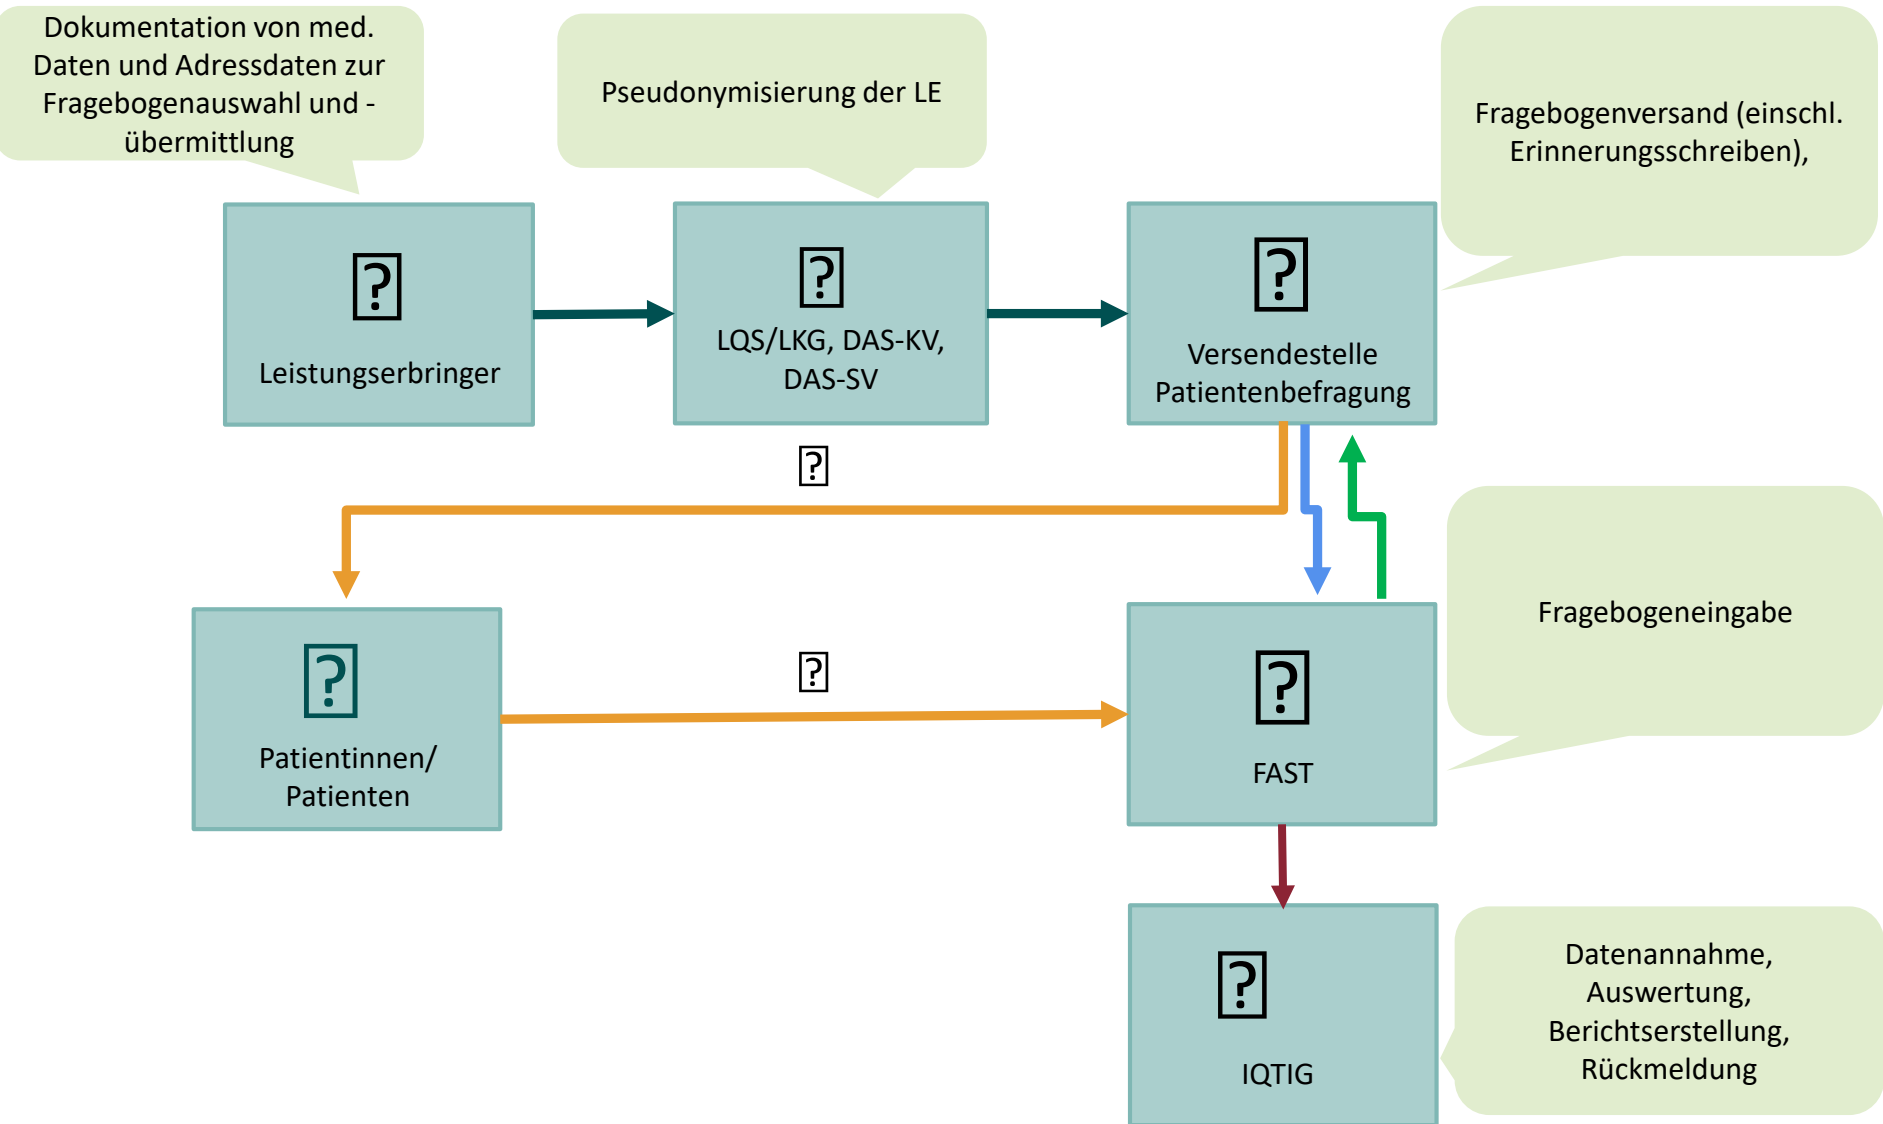 Dokumentation von med.
Daten und Adressdaten zur
Fragebogenauswahl und -
übermittlung
Pseudonymisierung der LE
Fragebogenversand (einschl.
Erinnerungsschreiben),
Leistungserbringer
LQS/LKG, DAS-KV,
DAS-SV
Versendestelle
Patientenbefragung
Fragebogeneingabe
Patientinnen/
Patienten
FAST
Datenannahme,
Auswertung,
Berichtserstellung,
Rückmeldung
IQTIG